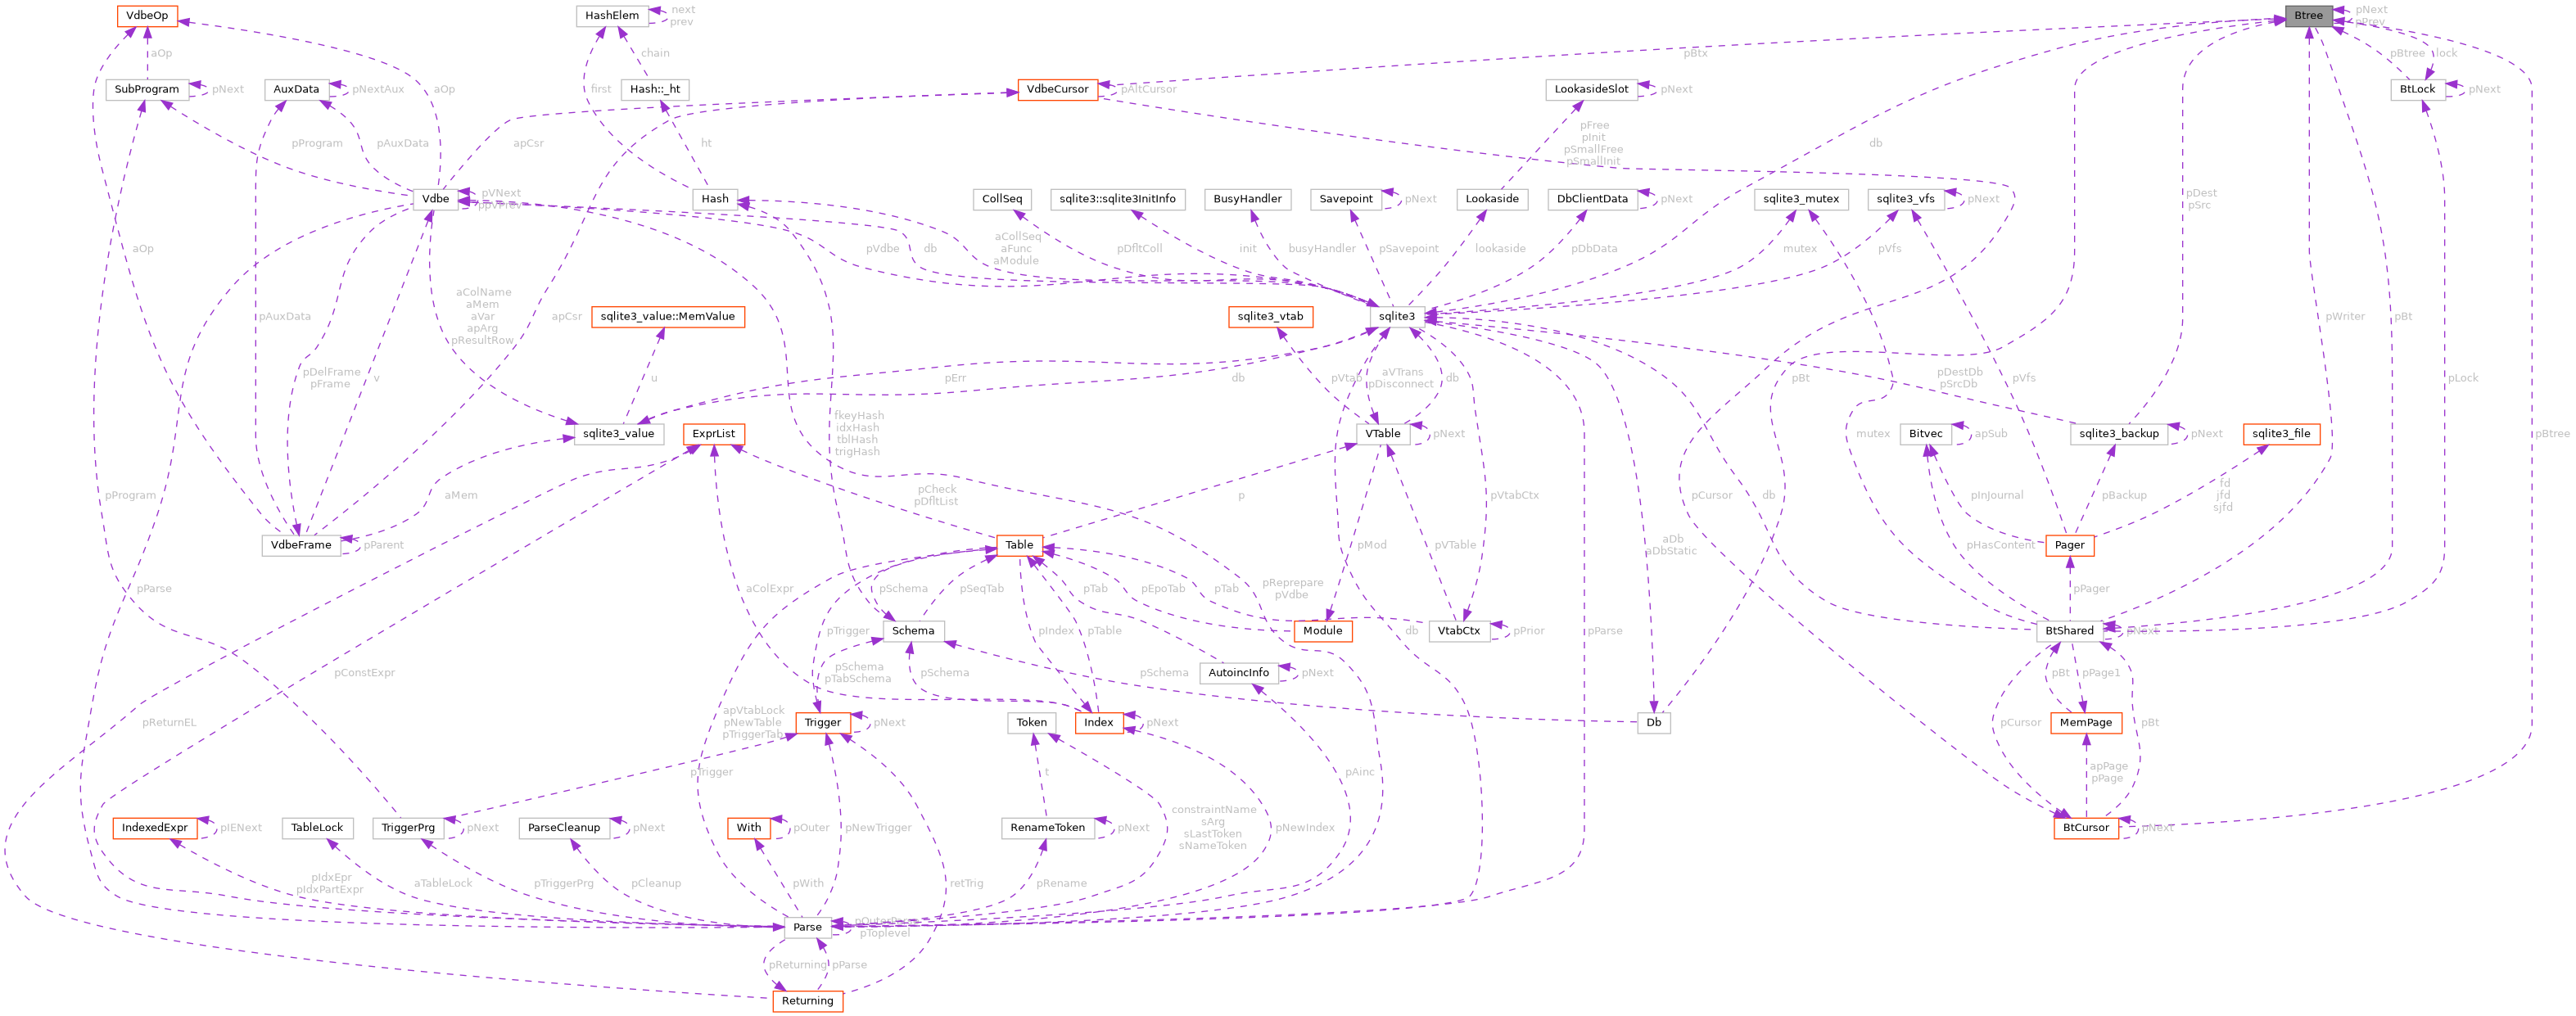 VdbeOp
HashElem
next
prev
Btree
pNext
pPrev
aOp
chain
pBtx
pBtree
lock
SubProgram
pNext
AuxData
pNextAux
aOp
first
Hash::_ht
VdbeCursor
pAltCursor
LookasideSlot
pNext
BtLock
pNext
pProgram
pAuxData
apCsr
ht
pFree
pInit
pSmallFree
pSmallInit
db
Vdbe
pVNext
ppVPrev
Hash
CollSeq
sqlite3::sqlite3InitInfo
BusyHandler
Savepoint
pNext
Lookaside
DbClientData
pNext
sqlite3_mutex
sqlite3_vfs
pNext
pDest
pSrc
aOp
pVdbe
db
aCollSeq
aFunc
aModule
pDfltColl
init
busyHandler
pSavepoint
lookaside
pDbData
mutex
pVfs
pAuxData
aColName
aMem
aVar
apArg
pResultRow
apCsr
sqlite3_value::MemValue
sqlite3_vtab
sqlite3
pWriter
pBt
pDelFrame
pFrame
v
u
pErr
db
pVtab
aVTrans
pDisconnect
db
pBt
pDestDb
pSrcDb
pVfs
pLock
sqlite3_value
ExprList
fkeyHash
idxHash
tblHash
trigHash
VTable
pNext
mutex
Bitvec
apSub
sqlite3_backup
pNext
sqlite3_file
pBtree
pProgram
aMem
pCheck
pDfltList
p
pVtabCtx
pCursor
db
pInJournal
pBackup
fd
jfd
sjfd
VdbeFrame
pParent
Table
pMod
pVTable
aDb
aDbStatic
pHasContent
Pager
pParse
aColExpr
pSchema
pSeqTab
pTab
pEpoTab
pTab
pReprepare
pVdbe
pPager
pTrigger
Schema
pIndex
pTable
Module
VtabCtx
pPrior
db
pParse
BtShared
pNext
pConstExpr
pSchema
pTabSchema
pSchema
AutoincInfo
pNext
pSchema
pBt
pPage1
pReturnEL
apVtabLock
pNewTable
pTriggerTab
Trigger
pNext
Token
Index
pNext
Db
pCursor
MemPage
pBt
pTrigger
t
pAinc
apPage
pPage
IndexedExpr
pIENext
TableLock
TriggerPrg
pNext
ParseCleanup
pNext
With
pOuter
pNewTrigger
RenameToken
pNext
constraintName
sArg
sLastToken
sNameToken
pNewIndex
BtCursor
pNext
pIdxEpr
pIdxPartExpr
aTableLock
pTriggerPrg
pCleanup
pWith
retTrig
pRename
Parse
pOuterParse
pToplevel
pReturning
pParse
Returning